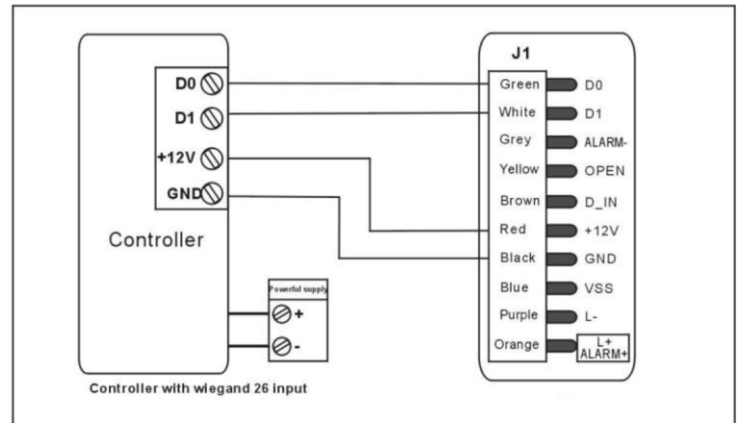 J1
D0 Green D0
D1 White D1
Grey ALARM-
+12V Yellow OPEN
GND Brown D_IN
Controller Red +12V
Black GND
Powerful supply Blue VSS
+ Purple L-
- Orange L+
ALARM+
Controller with wiegand 26 input